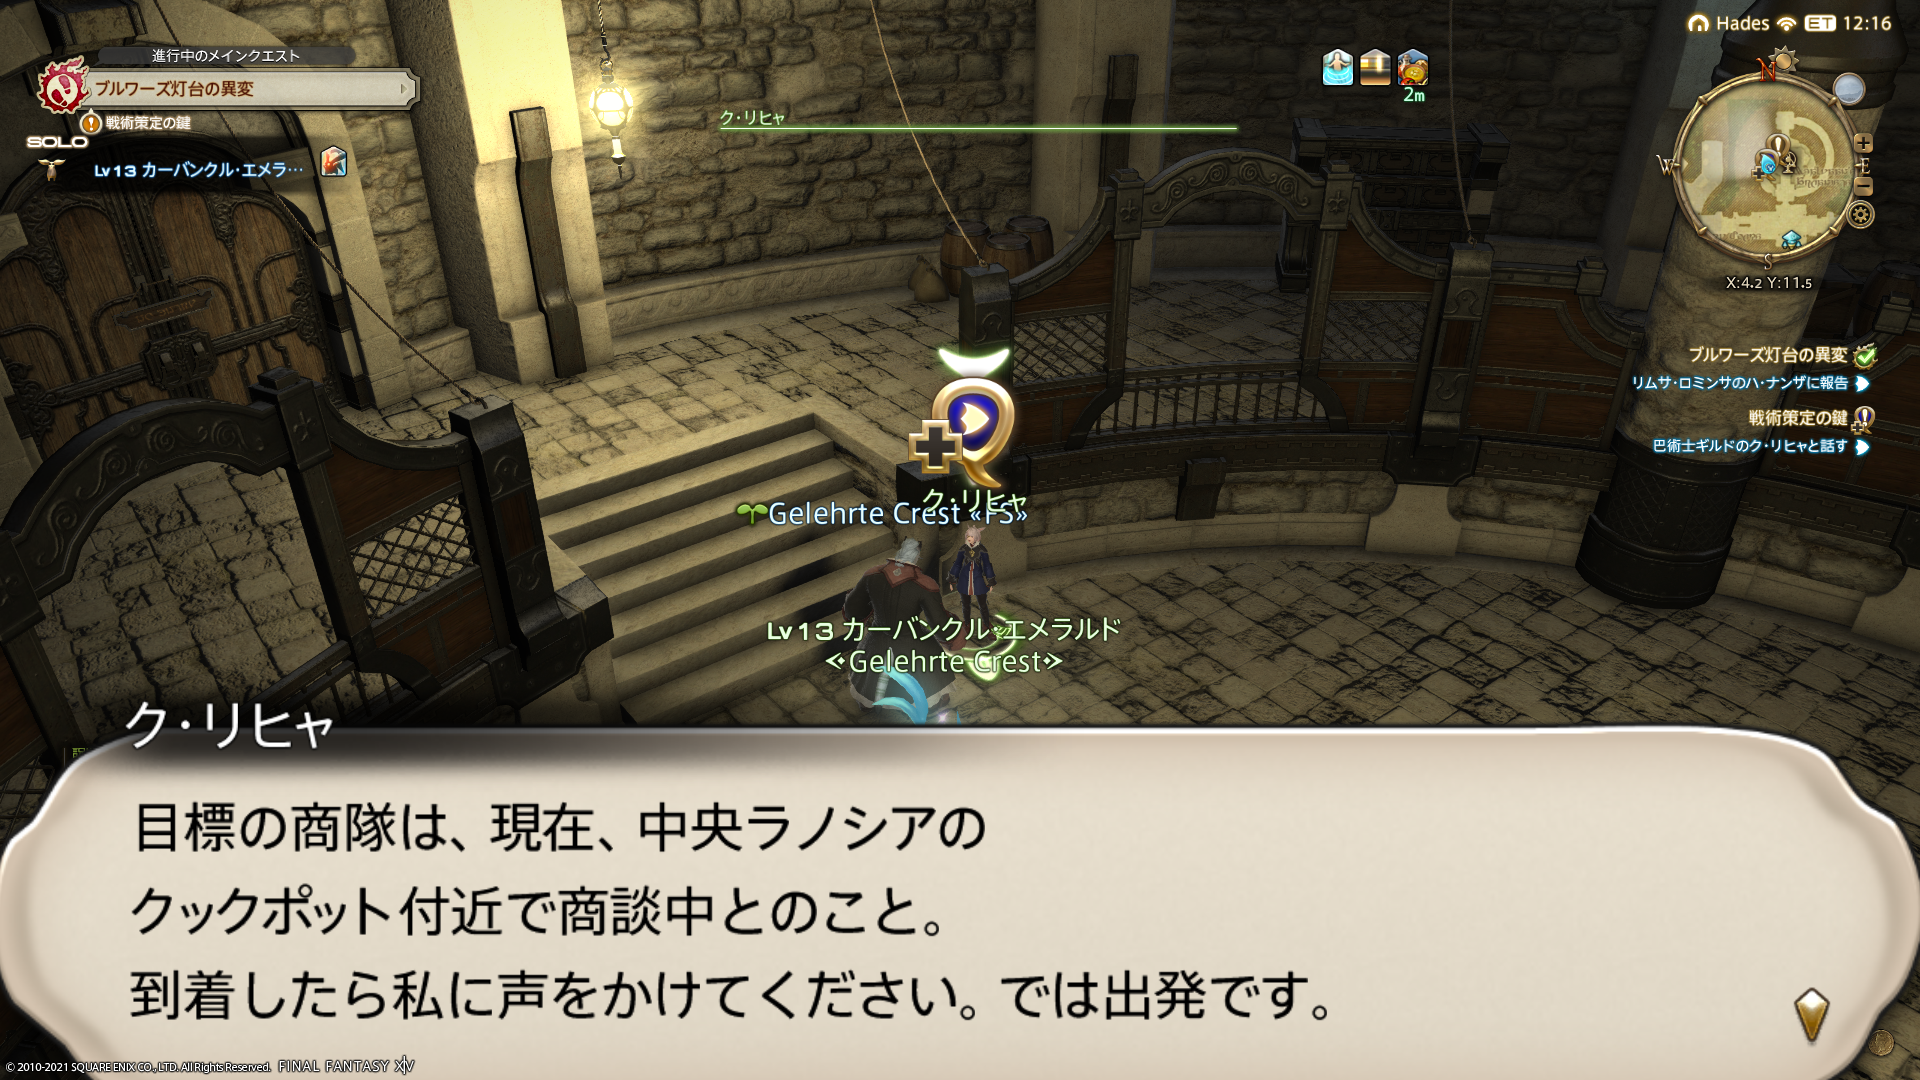 進行中のメインクエスト
ブルワーズ灯台の異変
戦術策定の鍵
SOLO
Lv13 カーバンクル・エメラ…
ク・リヒャ
2m
Hades ET 12:16
N
W
E
S
X:4.2 Y:11.5
ブルワーズ灯台の異変
リムサ・ロミンサのハ・ナンザに報告
戦術策定の鍵
巴術士ギルドのク・リヒャと話す
ク・リヒャ
Gelehrte Crest «FS»
Lv13 カーバンクル・エメラルド
≪Gelehrte Crest≫
ク・リヒャ
目標の商隊は、現在、中央ラノシアの
クックポット付近で商談中とのこと。
到着したら私に声をかけてください。では出発です。
© 2010-2021 SQUARE ENIX CO., LTD. All Rights Reserved. FINAL FANTASY XIV